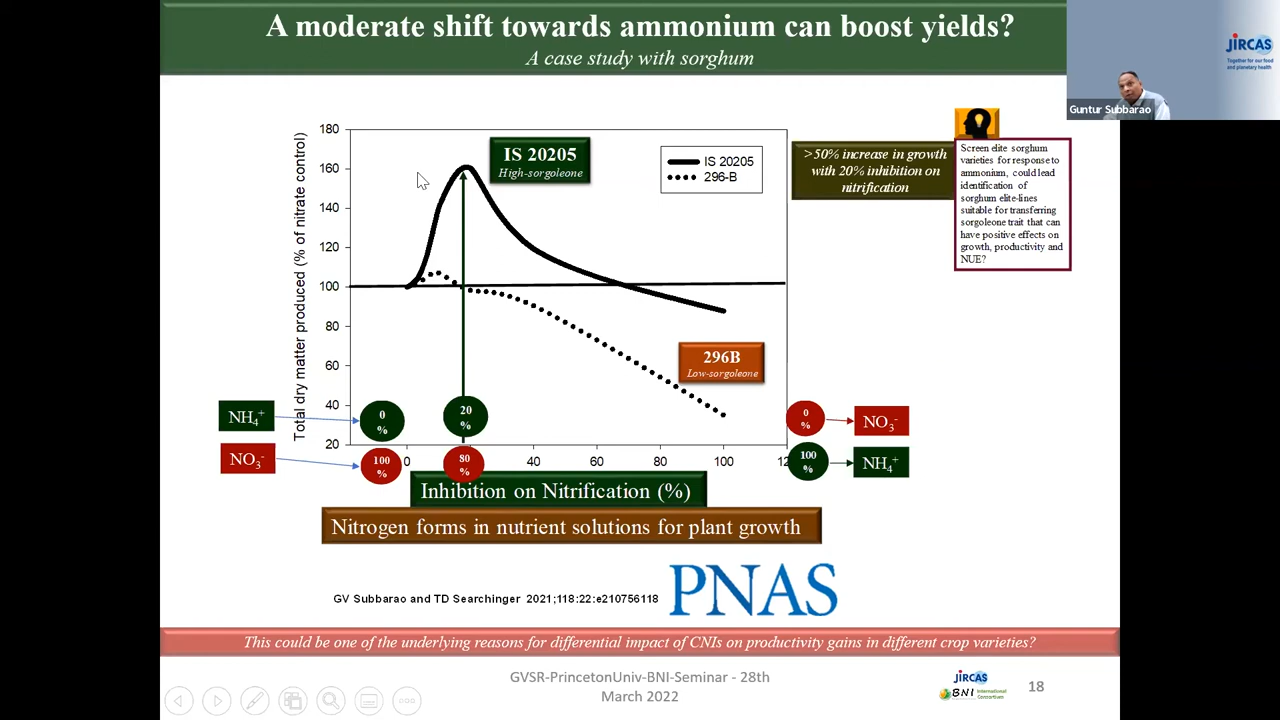 A moderate shift towards ammonium can boost yields?
A case study with sorghum
JIRCAS
Together for our food
and planetary health
Guntur Subbarao
Total dry matter produced (% of nitrate control)
180
160
140
120
100
80
60
40
20
IS 20205
High-sorgoleone
IS 20205
296-B
>50% increase in growth
with 20% inhibition on
nitrification
Screen elite sorghum
varieties for response to
ammonium, could lead
identification of
sorghum elite-lines
suitable for transferring
sorgoleone trait that can
have positive effects on
growth, productivity and
NUE?
296B
Low-sorgoleone
NH4+
0
%
20
%
0
%
NO3-
NO3-
100
%
80
%
100
%
NH4+
0
40
60
80
100
12
Inhibition on Nitrification (%)
Nitrogen forms in nutrient solutions for plant growth
GV Subbarao and TD Searchinger 2021;118:22:e210756118
PNAS
This could be one of the underlying reasons for differential impact of CNIs on productivity gains in different crop varieties?
GVSR-PrincetonUniv-BNI-Seminar - 28th
March 2022
JIRCAS
BNI International
Consortium
18